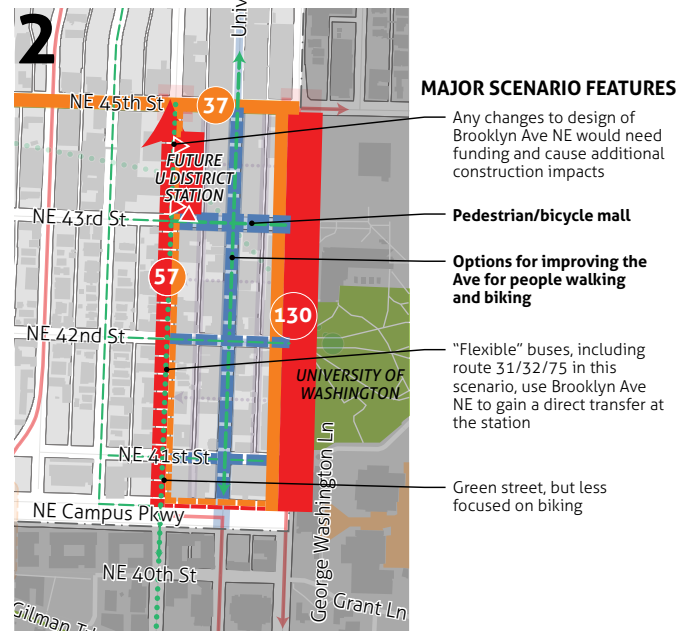 2
Univ
NE 45th St
37
FUTURE
U DISTRICT
STATION
NE 43rd St
57
130
NE 42nd St
UNIVERSITY OF
WASHINGTON
NE 41st St
NE Campus Pkwy
George Washington Ln
NE 40th St
Grant Ln
Gilman
MAJOR SCENARIO FEATURES
Any changes to design of
Brooklyn Ave NE would need
funding and cause additional
construction impacts
Pedestrian/bicycle mall
Options for improving the
Ave for people walking
and biking
"Flexible" buses, including
route 31/32/75 in this
scenario, use Brooklyn Ave
NE to gain a direct transfer at
the station
Green street, but less
focused on biking